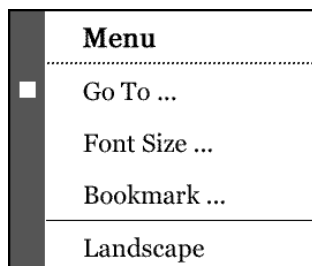 Menu
Go To ...
Font Size ...
Bookmark ...
Landscape